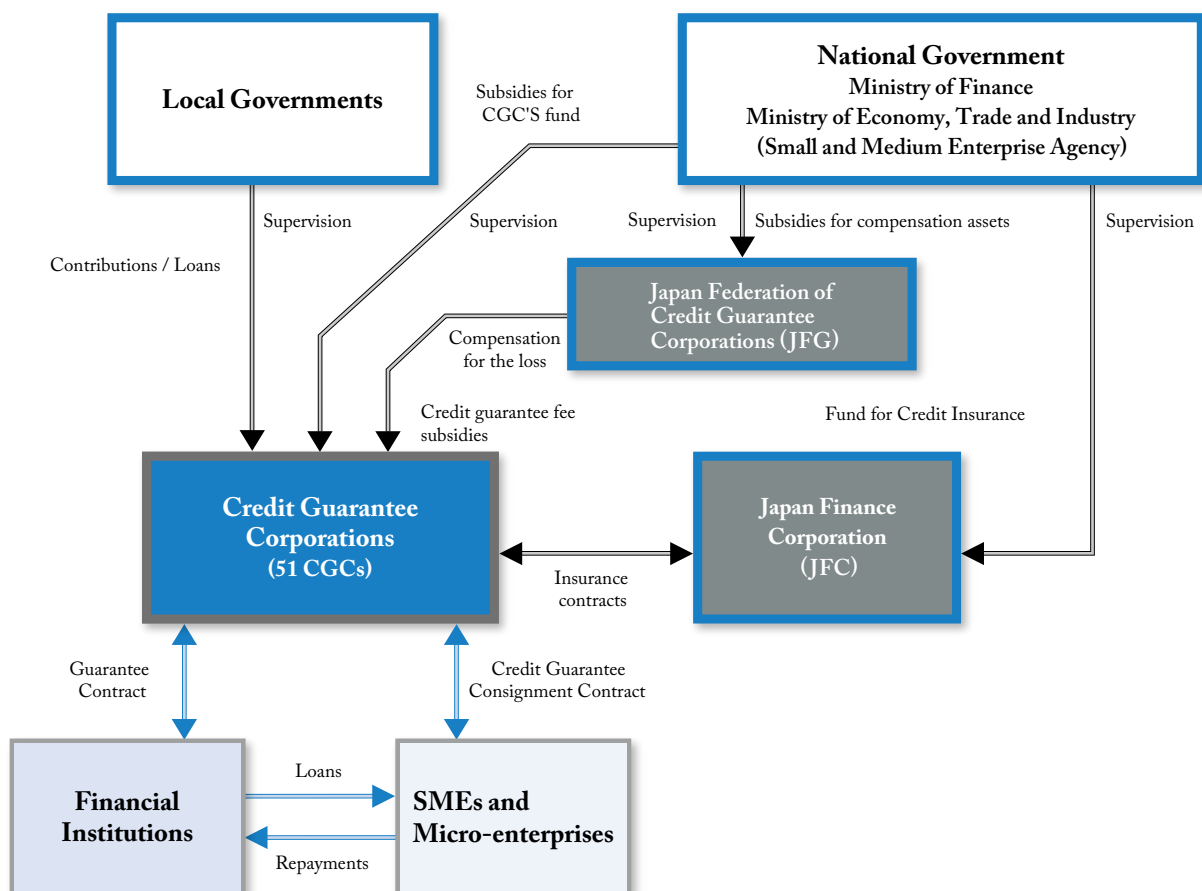 Local Governments
National Government
Ministry of Finance
Ministry of Economy, Trade and Industry
(Small and Medium Enterprise Agency)
Subsidies for
CGC'S fund
Supervision
Supervision
Supervision
Subsidies for compensation assets
Supervision
Contributions / Loans
Japan Federation of
Credit Guarantee
Corporations (JFG)
Compensation
for the loss
Credit guarantee fee
subsidies
Fund for Credit Insurance
Credit Guarantee
Corporations
(51 CGCs)
Japan Finance
Corporation
(JFC)
Insurance
contracts
Guarantee
Contract
Credit Guarantee
Consignment Contract
Financial
Institutions
Loans
Repayments
SMEs and
Micro-enterprises